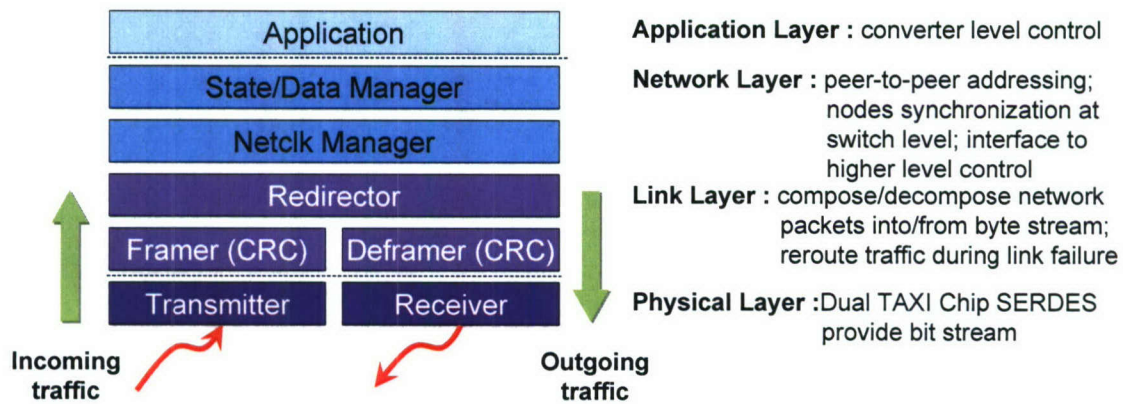 Application
State/Data Manager
Netclk Manager
Redirector
Framer (CRC)
Deframer (CRC)
Transmitter
Receiver
Incoming
traffic
Outgoing
traffic
Application Layer : converter level control
Network Layer : peer-to-peer addressing;
nodes synchronization at
switch level; interface to
higher level control
Link Layer : compose/decompose network
packets into/from byte stream;
reroute traffic during link failure
Physical Layer :Dual TAXI Chip SERDES
provide bit stream